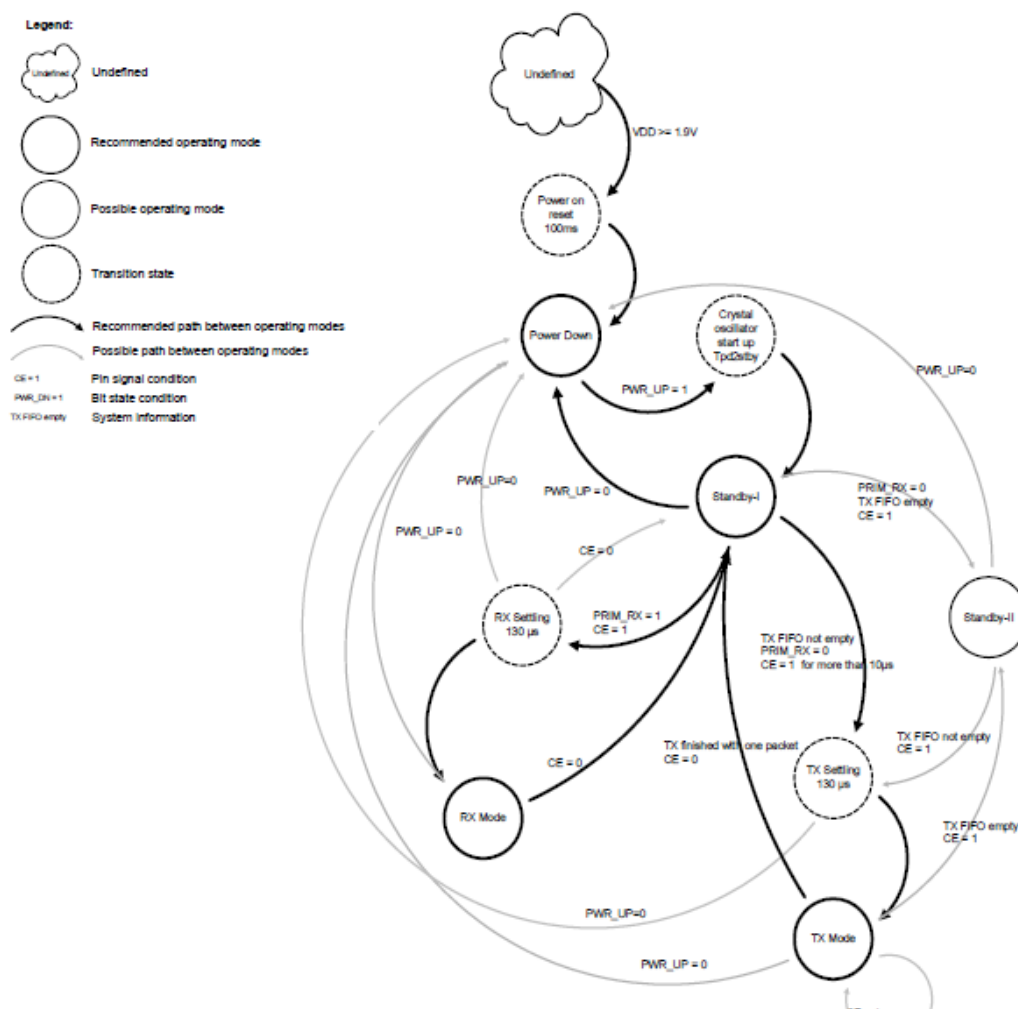 Legend:
Undefined
Undefined
Recommended operating mode
Possible operating mode
Transition state
Recommended path between operating modes
Possible path between operating modes
CE = 1
Pin signal condition
PWR_DN = 1
Bit state condition
TX FIFO empty
System information
Undefined
VDD >= 1.9V
Power on
reset
100ms
Power Down
Crystal
oscillator
start up
Tpd2stby
PWR_UP = 1
PWR_UP=0
PWR_UP=0
PWR_UP = 0
Standby-I
PRIM_RX = 0
TX FIFO empty
CE = 1
PWR_UP = 0
CE = 0
RX Settling
130 µs
PRIM_RX = 1
CE = 1
Standby-II
TX FIFO not empty
PRIM_RX = 0
CE = 1 for more than 10µs
TX FIFO not empty
CE = 1
TX finished with one packet
CE = 0
CE = 0
TX Settling
130 µs
RX Mode
TX FIFO empty
CE = 1
PWR_UP=0
TX Mode
PWR_UP = 0